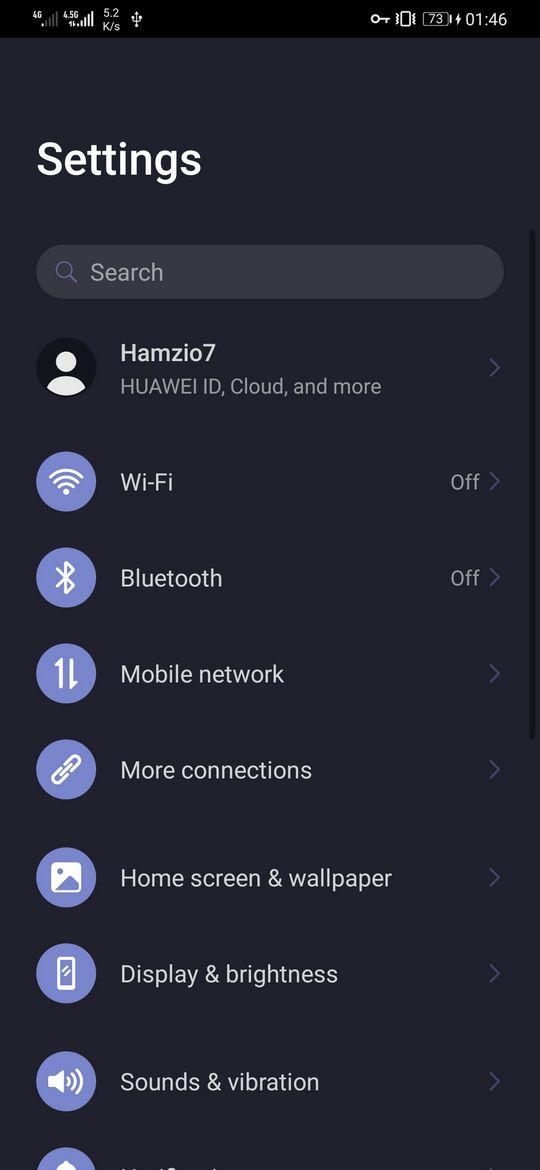 4G 4.5G 5.2 K/s 73 01:46
Settings
Search
Hamzio7
HUAWEI ID, Cloud, and more
Wi-Fi Off
Bluetooth Off
Mobile network
More connections
Home screen & wallpaper
Display & brightness
Sounds & vibration